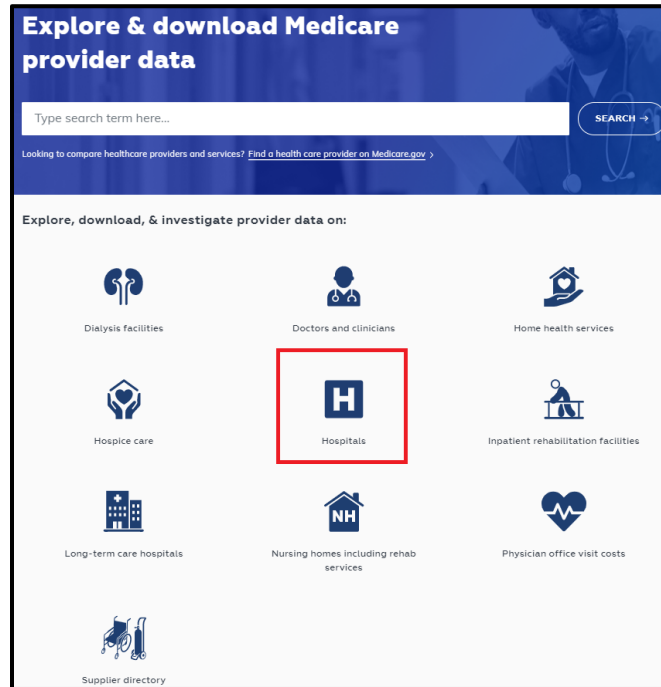 Explore & download Medicare
provider data
Type search term here...
SEARCH →
Looking to compare healthcare providers and services? Find a health care provider on Medicare.gov >
Explore, download, & investigate provider data on:
Dialysis facilities
Doctors and clinicians
Home health services
Hospice care
H
Hospitals
Inpatient rehabilitation facilities
Long-term care hospitals
NH
Nursing homes including rehab
services
Physician office visit costs
Supplier directory